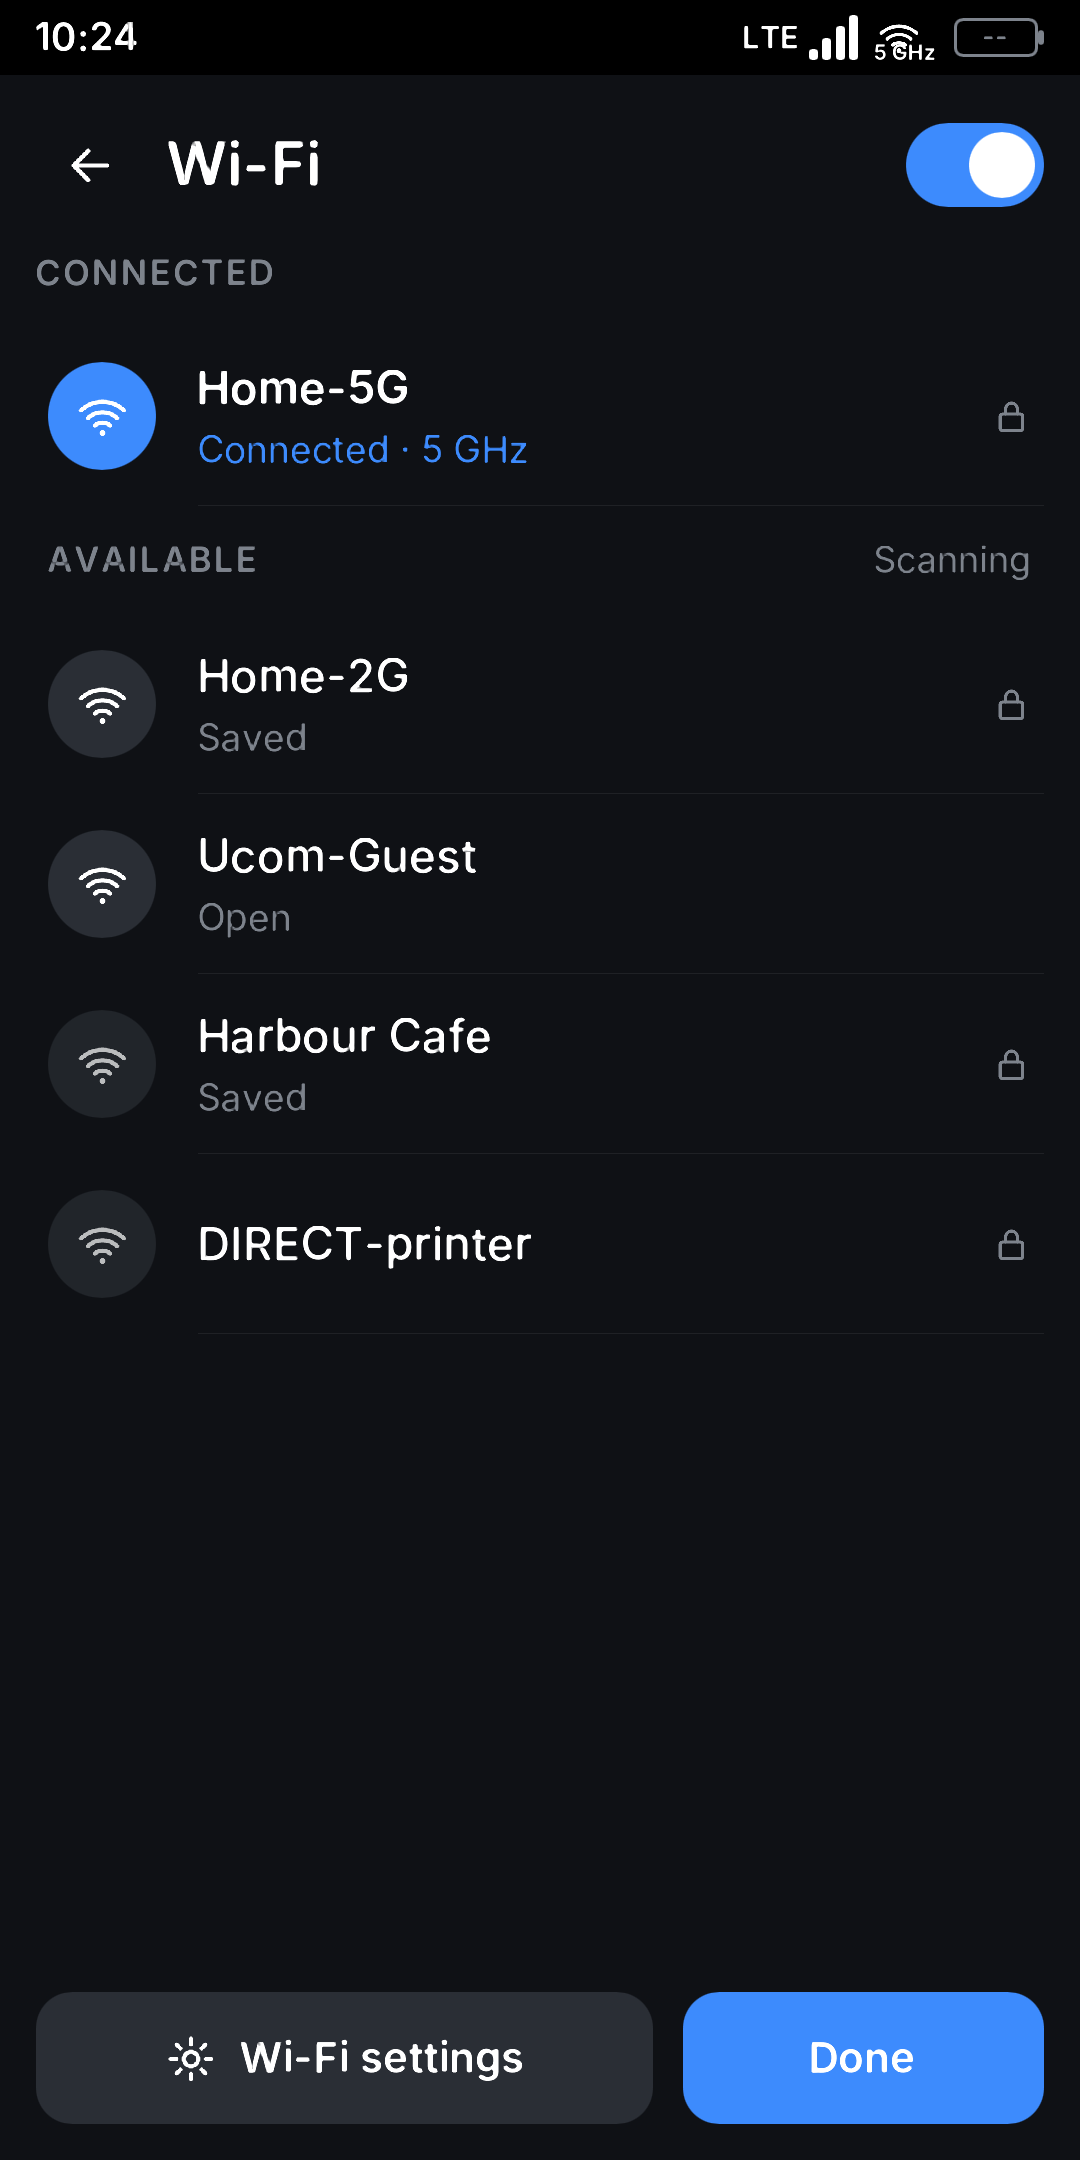 10:24 LTE 5 GHz --
Wi-Fi
CONNECTED
Home-5G
Connected · 5 GHz
AVAILABLE Scanning
Home-2G
Saved
Ucom-Guest
Open
Harbour Cafe
Saved
DIRECT-printer
Wi-Fi settings Done